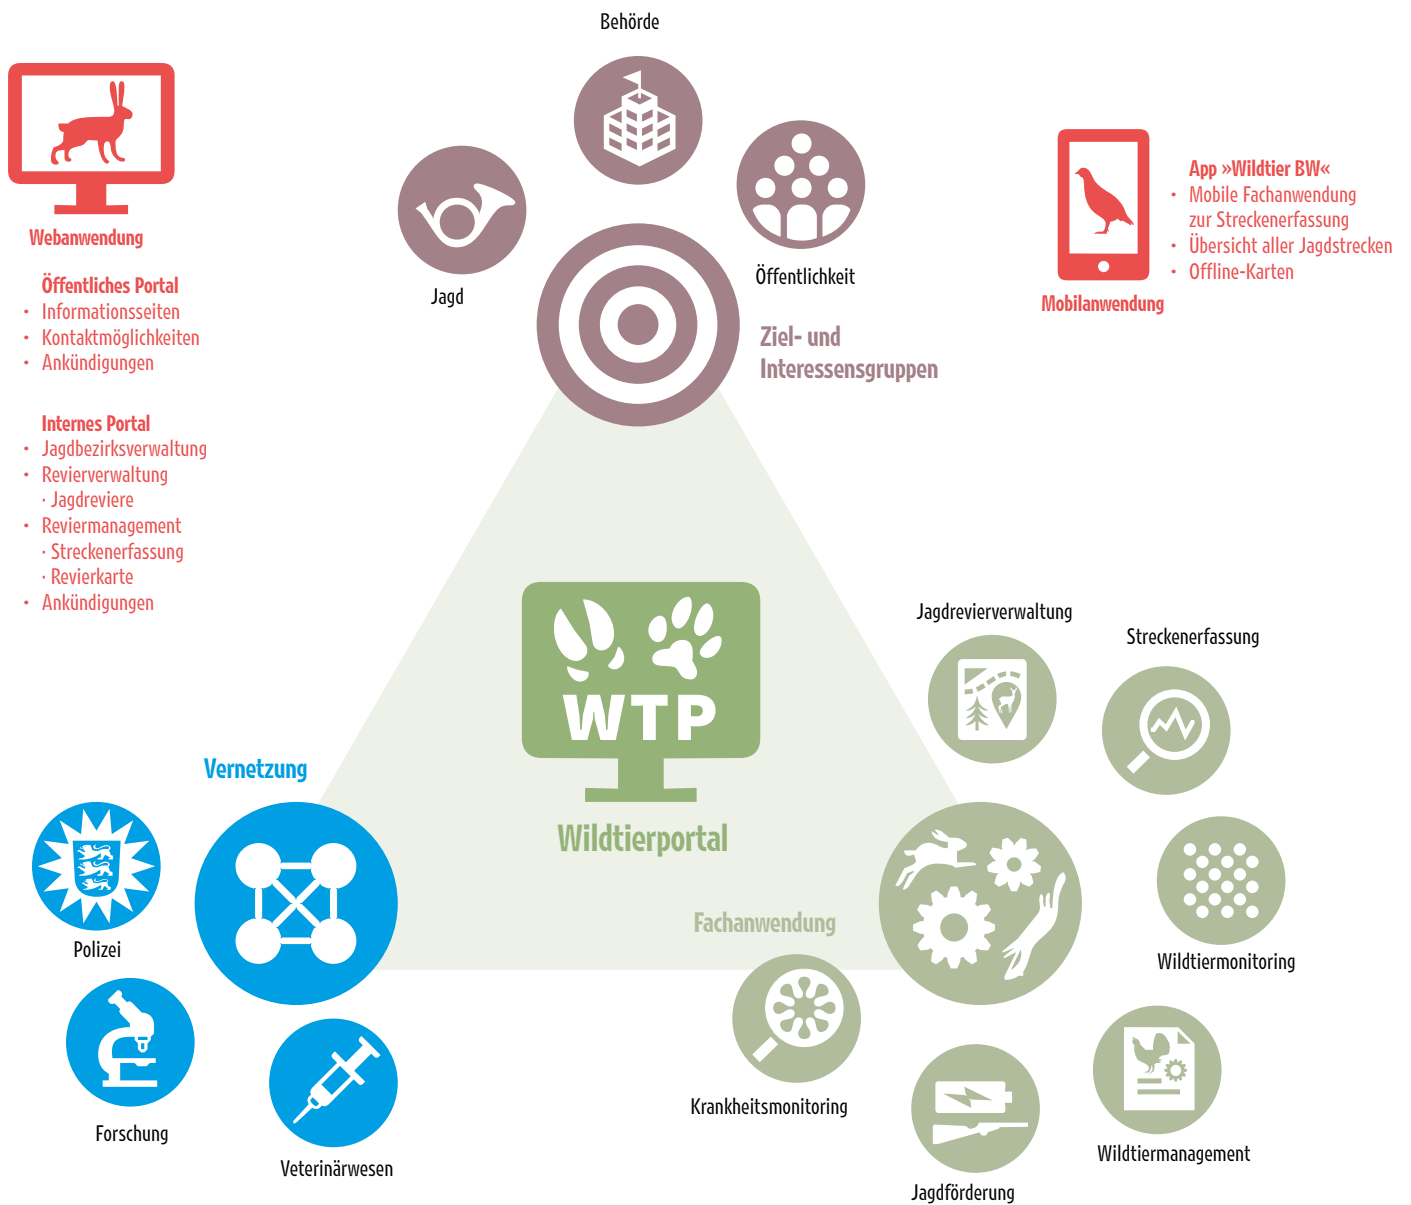 Behörde
Jagd
Öffentlichkeit
Ziel- und
Interessensgruppen
Webanwendung
Öffentliches Portal
• Informationsseiten
• Kontaktmöglichkeiten
• Ankündigungen
Internes Portal
• Jagdbezirksverwaltung
• Revierverwaltung
· Jagdreviere
• Reviermanagement
· Streckenerfassung
· Revierkarte
• Ankündigungen
App »Wildtier BW«
• Mobile Fachanwendung
zur Streckenerfassung
• Übersicht aller Jagdstrecken
• Offline-Karten
Mobilanwendung
WTP
Wildtierportal
Vernetzung
Polizei
Forschung
Veterinärwesen
Fachanwendung
Jagdrevierverwaltung
Streckenerfassung
Wildtiermonitoring
Wildtiermanagement
Jagdförderung
Krankheitsmonitoring